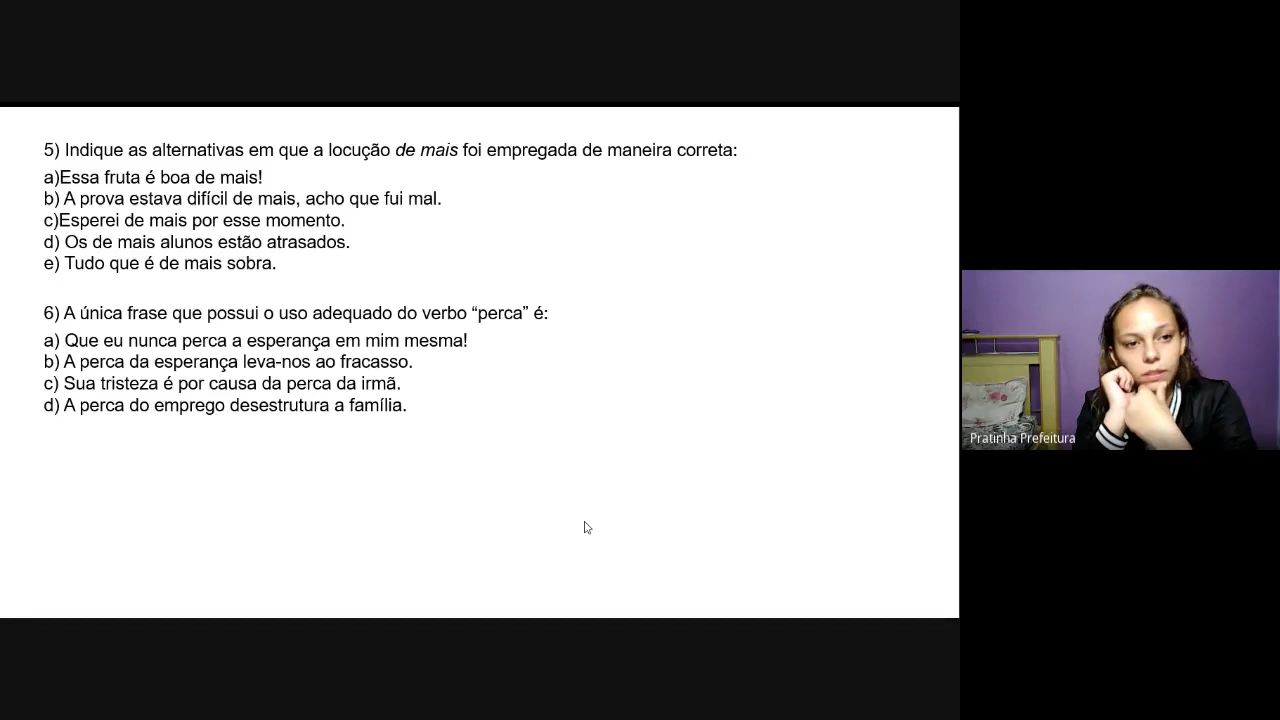 5) Indique as alternativas em que a locução de mais foi empregada de maneira correta:
a)Essa fruta é boa de mais!
b) A prova estava difícil de mais, acho que fui mal.
c)Esperei de mais por esse momento.
d) Os de mais alunos estão atrasados.
e) Tudo que é de mais sobra.
6) A única frase que possui o uso adequado do verbo “perca” é:
a) Que eu nunca perca a esperança em mim mesma!
b) A perca da esperança leva-nos ao fracasso.
c) Sua tristeza é por causa da perca da irmã.
d) A perca do emprego desestrutura a família.
Pratinha Prefeitura